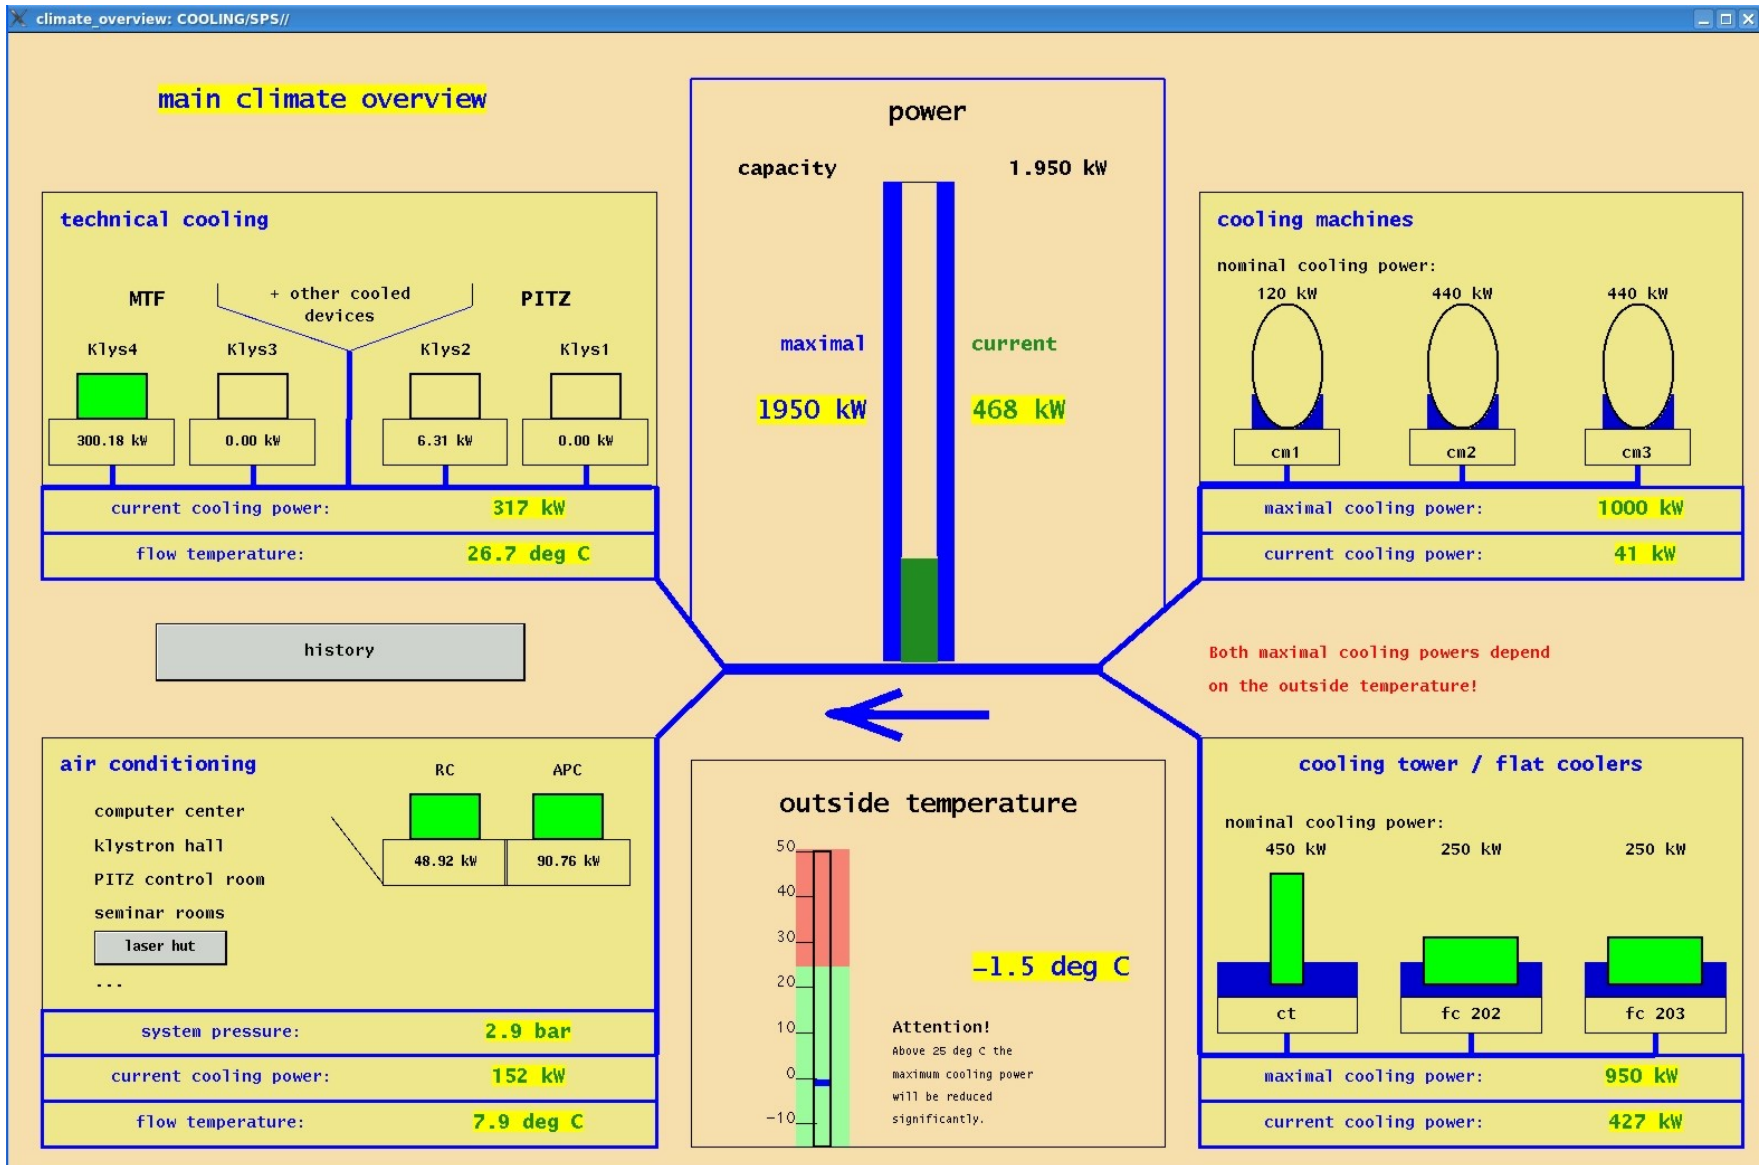 climate_overview: COOLING/SPS//
main climate overview
power
capacity 1.950 kW
maximal current
1950 kW 468 kW
technical cooling
MTF + other cooled devices PITZ
Klys4 Klys3 Klys2 Klys1
300.18 kW 0.00 kW 6.31 kW 0.00 kW
current cooling power: 317 kW
flow temperature: 26.7 deg C
cooling machines
nominal cooling power:
120 kW 440 kW 440 kW
cm1 cm2 cm3
maximal cooling power: 1000 kW
current cooling power: 41 kW
history
Both maximal cooling powers depend
on the outside temperature!
air conditioning
RC APC
computer center
klystron hall
48.92 kW 90.76 kW
PITZ control room
seminar rooms
laser hut
...
system pressure: 2.9 bar
current cooling power: 152 kW
flow temperature: 7.9 deg C
outside temperature
50
40
30
20
10
0
-10
-1.5 deg C
Attention!
Above 25 deg C the
maximum cooling power
will be reduced
significantly.
cooling tower / flat coolers
nominal cooling power:
450 kW 250 kW 250 kW
ct fc 202 fc 203
maximal cooling power: 950 kW
current cooling power: 427 kW